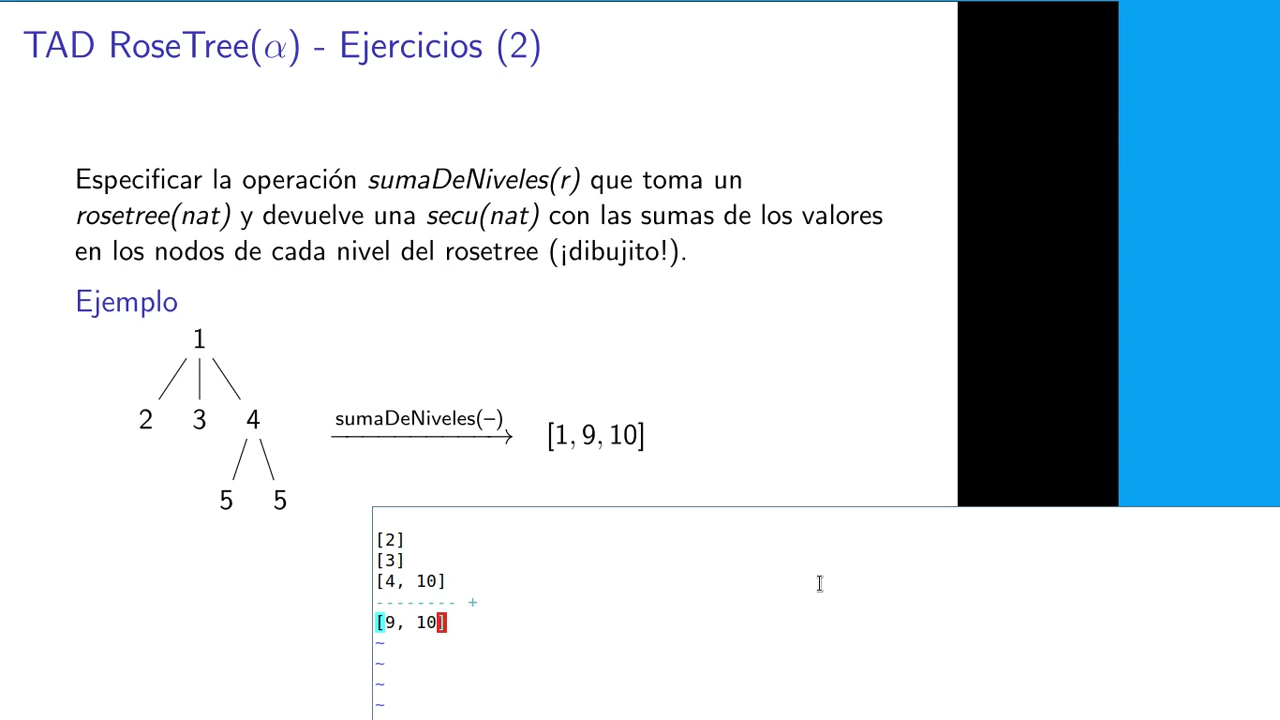 TAD RoseTree(α) - Ejercicios (2)
Especificar la operación sumaDeNiveles(r) que toma un
rosetree(nat) y devuelve una secu(nat) con las sumas de los valores
en los nodos de cada nivel del rosetree (¡dibujito!).
Ejemplo
1
2 3 4
sumaDeNiveles(−)
[1, 9, 10]
5 5
[2]
[3]
[4, 10]
-------- +
[9, 10]
~
~
~
~